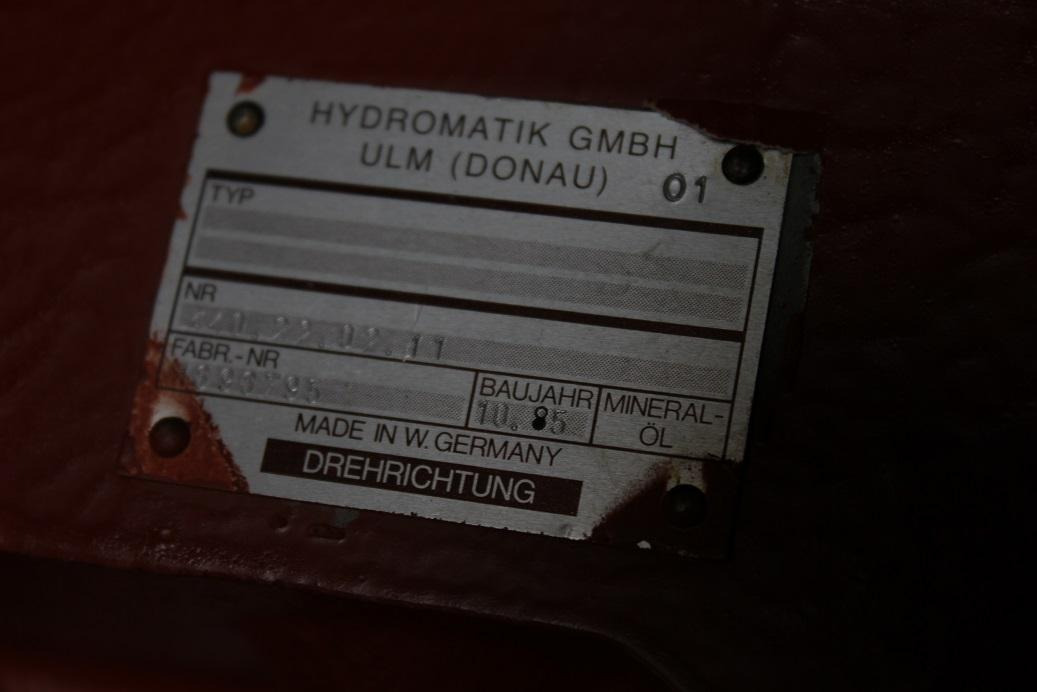 HYDROMATIK GMBH
ULM (DONAU) 01
TYP
NR
FABR.-NR
BAUJAHR
10.85
MINERAL-
ÖL
MADE IN W. GERMANY
DREHRICHTUNG